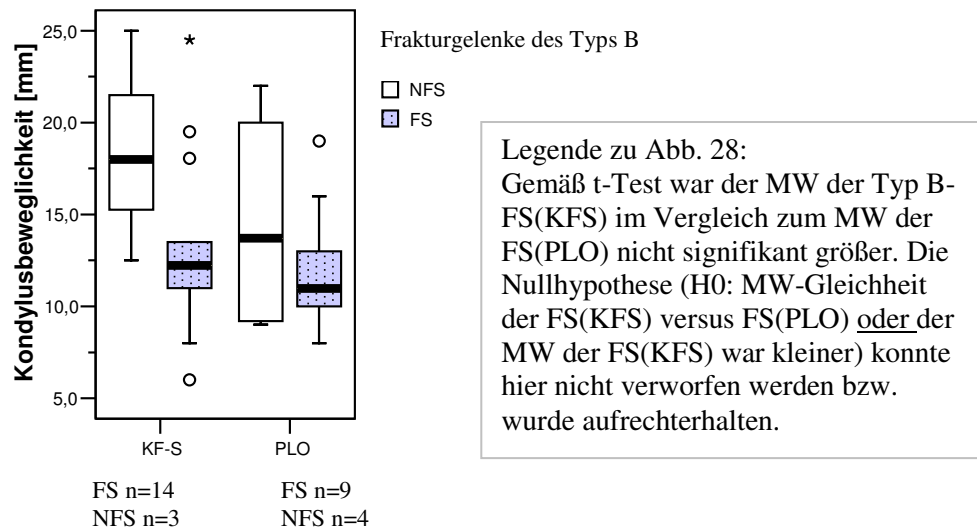 Kondylusbeweglichkeit [mm]
25,0
20,0
15,0
10,0
5,0
*
KF-S PLO
FS n=14 FS n=9
NFS n=3 NFS n=4
Frakturgelenke des Typs B
NFS
FS
Legende zu Abb. 28:
Gemäß t-Test war der MW der Typ B-
FS(KFS) im Vergleich zum MW der
FS(PLO) nicht signifikant größer. Die
Nullhypothese (H0: MW-Gleichheit
der FS(KFS) versus FS(PLO) oder der
MW der FS(KFS) war kleiner) konnte
hier nicht verworfen werden bzw.
wurde aufrechterhalten.